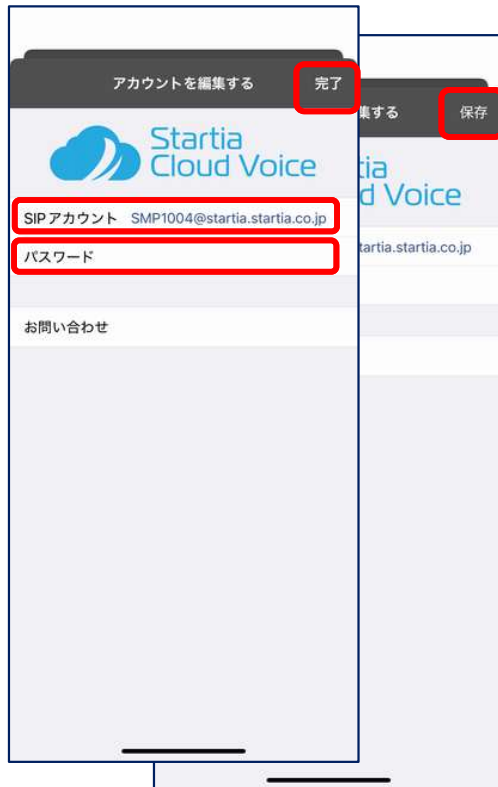 アカウントを編集する 完了
Startia
Cloud Voice
SIP アカウント SMP1004@startia.startia.co.jp
パスワード
お問い合わせ
集する 保存
tia
d Voice
tartia.startia.co.jp